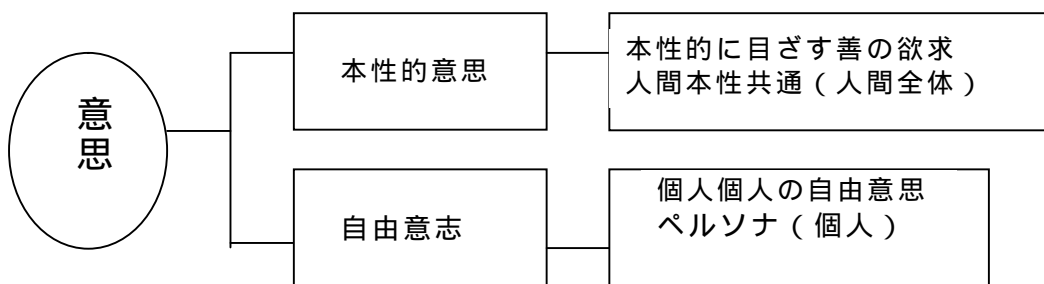 意思
本性的意思
本性的に目ざす善の欲求
人間本性共通(人間全体)
自由意志
個人個人の自由意思
ペルソナ(個人)